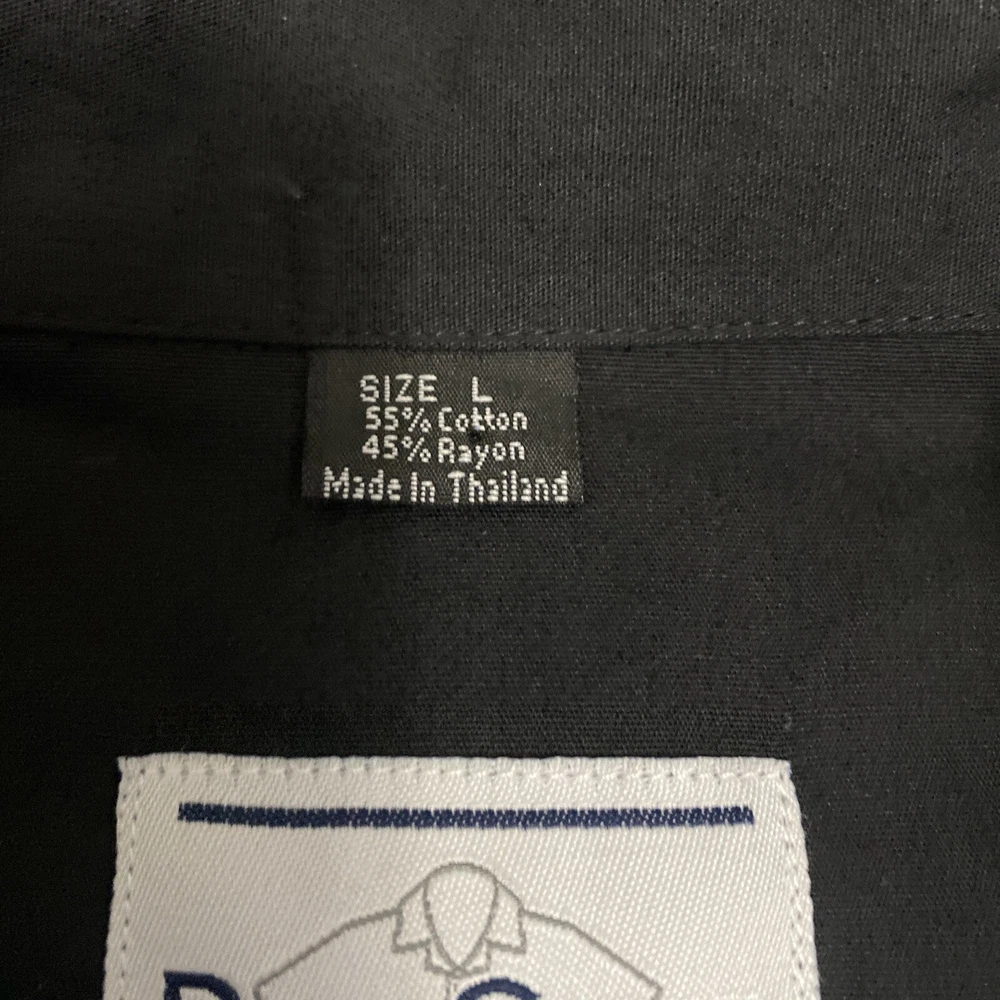 SIZE L
55% Cotton
45% Rayon
Made In Thailand